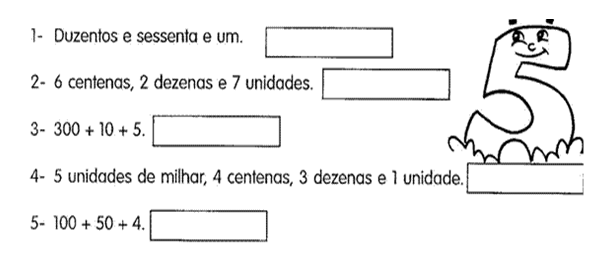 1- Duzentos e sessenta e um.
2- 6 centenas, 2 dezenas e 7 unidades.
3- 300 + 10 + 5.
4- 5 unidades de milhar, 4 centenas, 3 dezenas e 1 unidade.
5- 100 + 50 + 4.